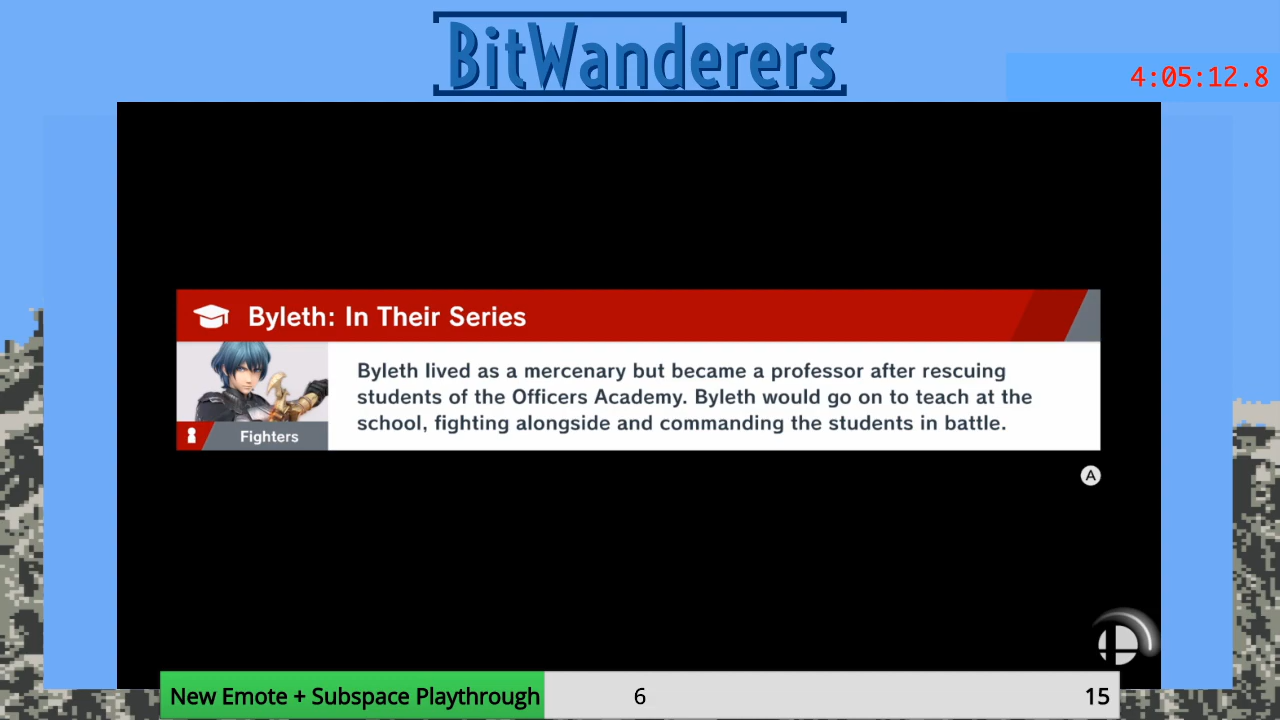 BitWanderers
4:05:12.8
Byleth: In Their Series
Byleth lived as a mercenary but became a professor after rescuing
students of the Officers Academy. Byleth would go on to teach at the
school, fighting alongside and commanding the students in battle.
Fighters
A
New Emote + Subspace Playthrough 6 15